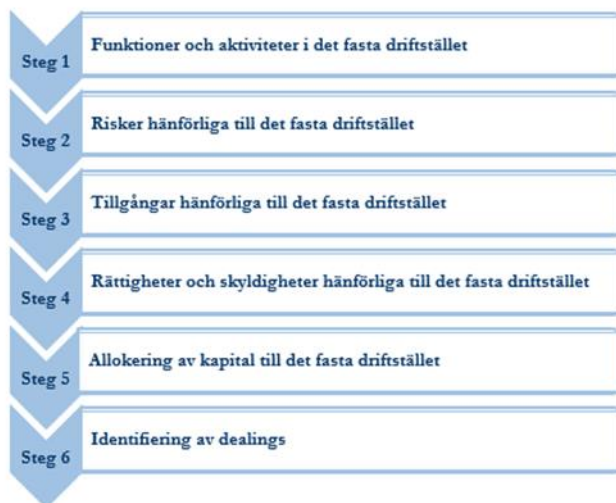 Steg 1
Funktioner och aktiviteter i det fasta driftstället
Steg 2
Risker hänförliga till det fasta driftstället
Steg 3
Tillgångar hänförliga till det fasta driftstället
Steg 4
Rättigheter och skyldigheter hänförliga till det fasta driftstället
Steg 5
Allokering av kapital till det fasta driftstället
Steg 6
Identifiering av dealings